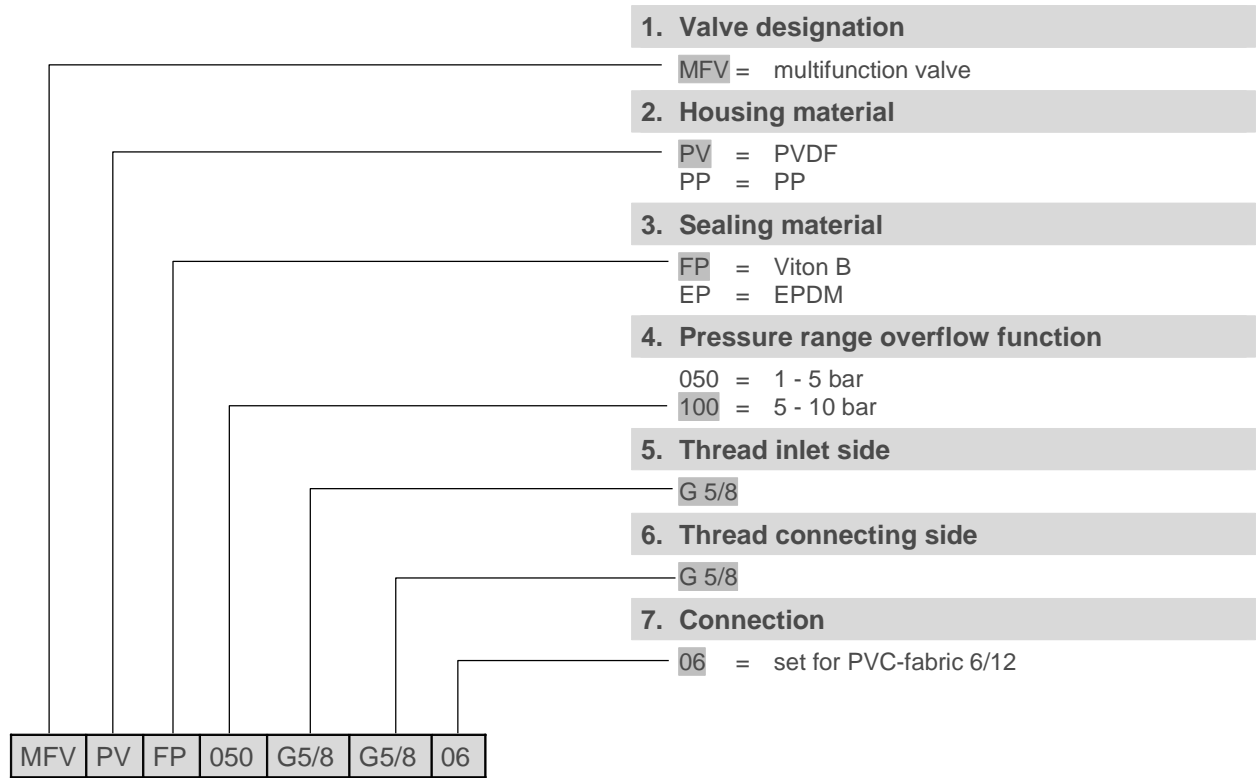 1. Valve designation
MFV = multifunction valve
2. Housing material
PV = PVDF
PP = PP
3. Sealing material
FP = Viton B
EP = EPDM
4. Pressure range overflow function
050 = 1 - 5 bar
100 = 5 - 10 bar
5. Thread inlet side
G 5/8
6. Thread connecting side
G 5/8
7. Connection
06 = set for PVC-fabric 6/12
MFV PV FP 050 G5/8 G5/8 06